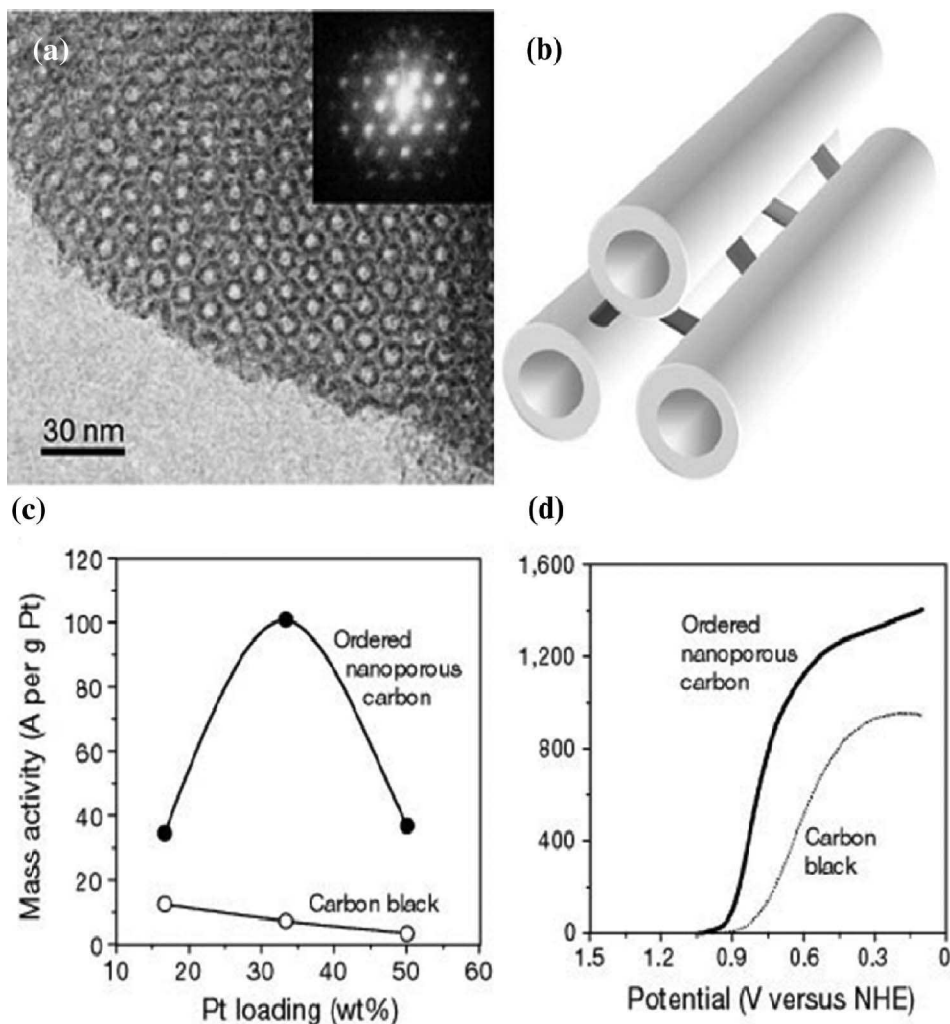 (a)
30 nm
(b)
(c)
Mass activity (A per g Pt)
120
100
80
60
40
20
0
Ordered
nanoporous
carbon
Carbon black
10 20 30 40 50 60
Pt loading (wt%)
(d)
1,600
1,200
800
400
0
Ordered
nanoporous
carbon
Carbon
black
1.5 1.2 0.9 0.6 0.3 0
Potential (V versus NHE)